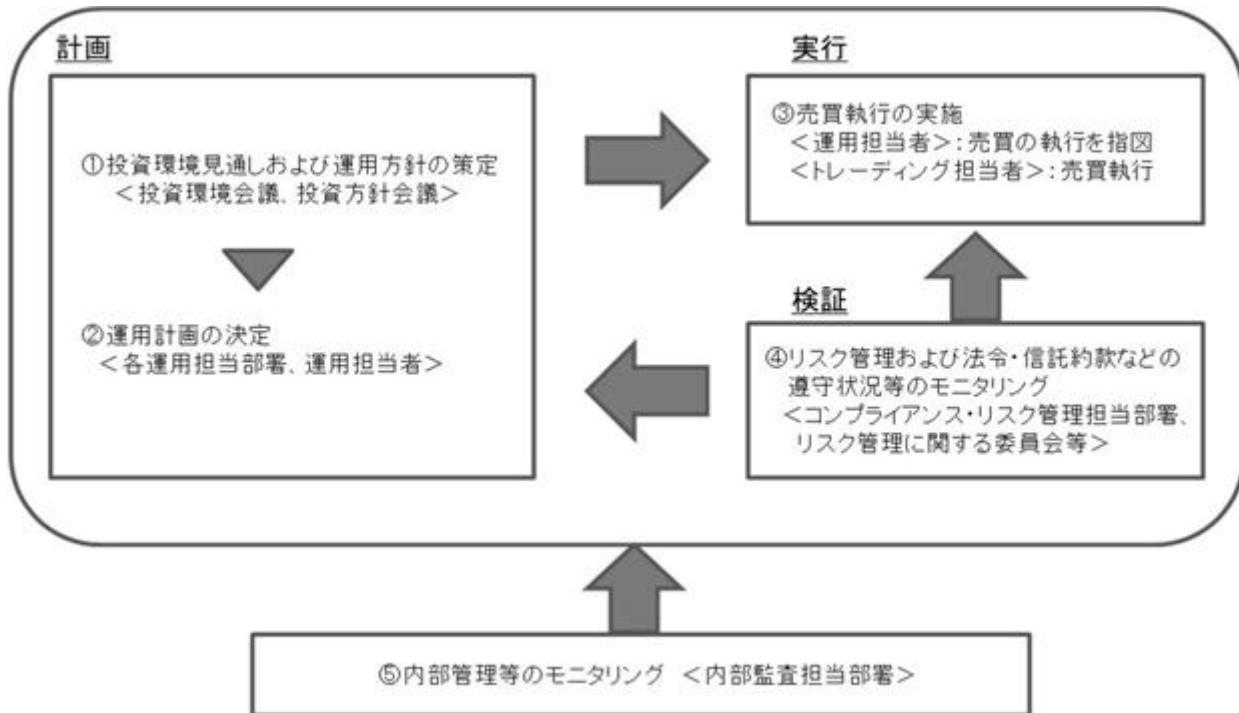 計画
①投資環境見通しおよび運用方針の策定
＜投資環境会議、投資方針会議＞
②運用計画の決定
＜各運用担当部署、運用担当者＞
実行
③売買執行の実施
＜運用担当者＞：売買の執行を指図
＜トレーディング担当者＞：売買執行
検証
④リスク管理および法令・信託約款などの
遵守状況等のモニタリング
＜コンプライアンス・リスク管理担当部署、
リスク管理に関する委員会等＞
⑤内部管理等のモニタリング ＜内部監査担当部署＞